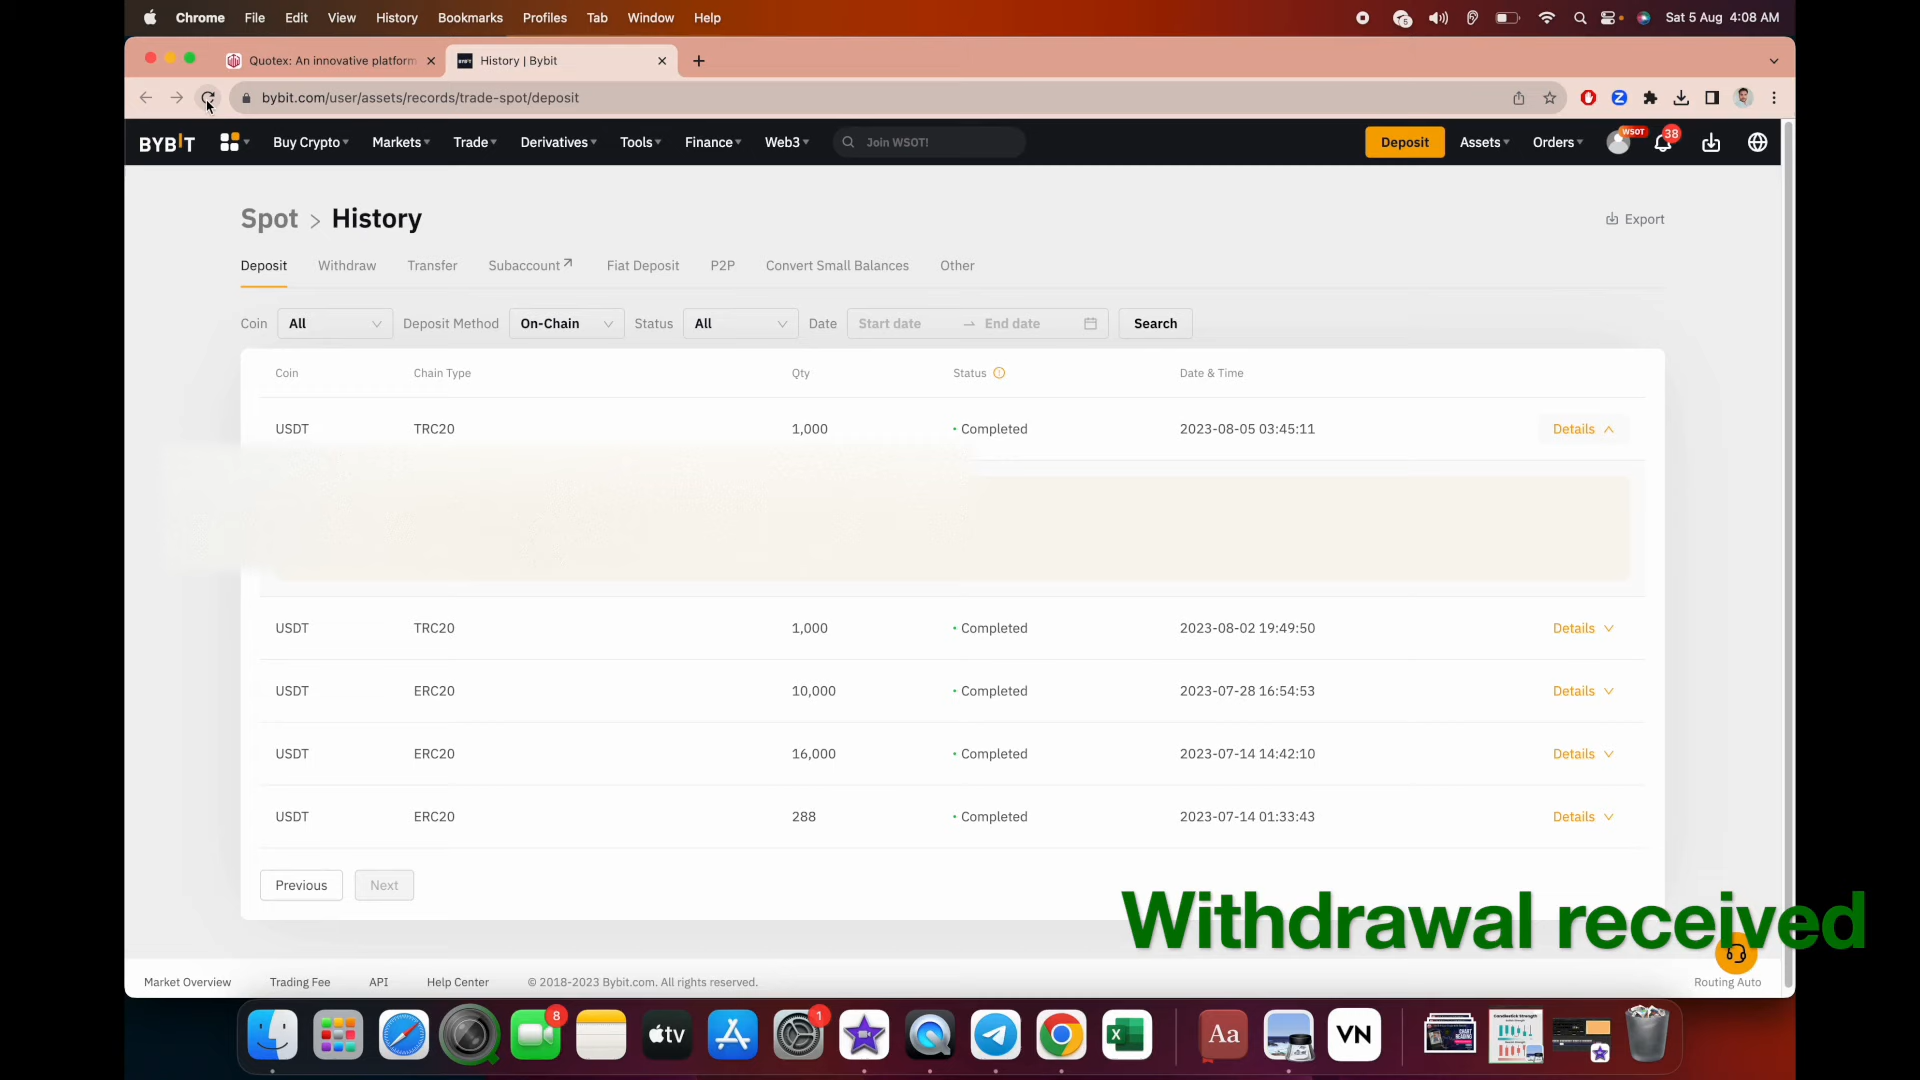 Chrome File Edit View History Bookmarks Profiles Tab Window Help 5 Sat 5 Aug 4:08 AM
Quotex: An innovative platform History | Bybit
bybit.com/user/assets/records/trade-spot/deposit
BYBIT Buy Crypto Markets Trade Derivatives Tools Finance Web3 Join WSOT! Deposit Assets Orders WSOT 38
Spot > History Export
Deposit Withdraw Transfer Subaccount Fiat Deposit P2P Convert Small Balances Other
Coin All Deposit Method On-Chain Status All Date Start date End date Search
Coin Chain Type Qty Status Date & Time
USDT TRC20 1,000 Completed 2023-08-05 03:45:11 Details
USDT TRC20 1,000 Completed 2023-08-02 19:49:50 Details
USDT ERC20 10,000 Completed 2023-07-28 16:54:53 Details
USDT ERC20 16,000 Completed 2023-07-14 14:42:10 Details
USDT ERC20 288 Completed 2023-07-14 01:33:43 Details
Previous Next
Withdrawal received
Market Overview Trading Fee API Help Center © 2018-2023 Bybit.com. All rights reserved. Routing Auto
8 tv 1 X Aa VN